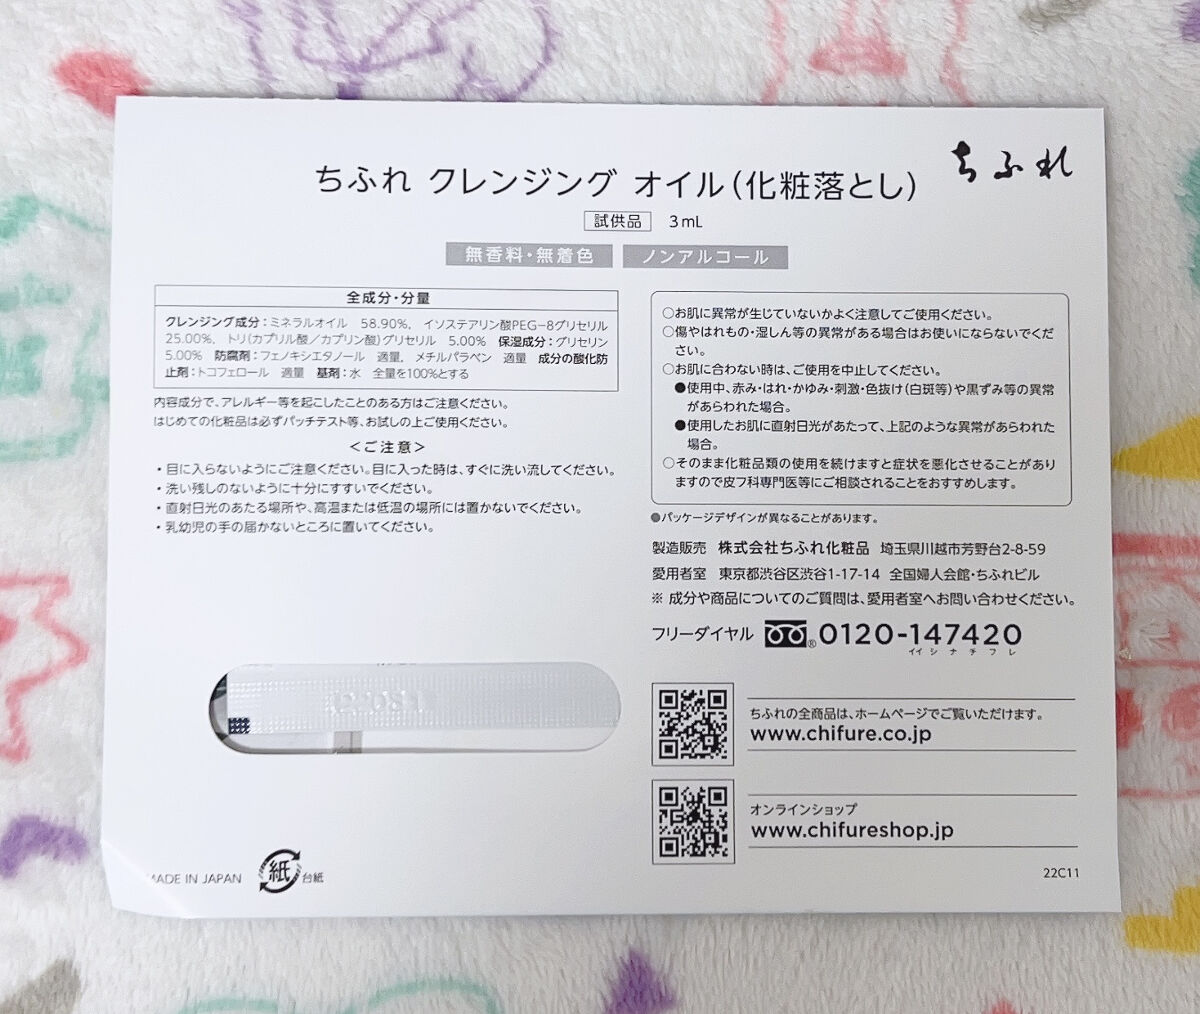 ちふれ
ちふれ クレンジング オイル(化粧落とし)
試供品 3mL
無香料・無着色 ノンアルコール
全成分・分量
クレンジング成分:ミネラルオイル 58.90%, イソステアリン酸PEG-8グリセリル
25.00%, トリ(カプリル酸/カプリン酸)グリセリル 5.00% 保湿成分:グリセリン
5.00% 防腐剤:フェノキシエタノール 適量, メチルパラベン 適量 成分の酸化防
止剤:トコフェロール 適量 基剤:水 全量を100%とする
内容成分で、アレルギー等を起こしたことのある方はご注意ください。
はじめての化粧品は必ずパッチテスト等、お試しの上ご使用ください。
<ご注意>
・目に入らないようにご注意ください。目に入った時は、すぐに洗い流してください。
・洗い残しのないように十分にすすいでください。
・直射日光のあたる場所や、高温または低温の場所には置かないでください。
・乳幼児の手の届かないところに置いてください。
○お肌に異常が生じていないかよく注意してご使用ください。
○傷やはれもの・湿しん等の異常がある場合はお使いにならないでくだ
さい。
○お肌に合わない時は、ご使用を中止してください。
●使用中、赤み・はれ・かゆみ・刺激・色抜け(白斑等)や黒ずみ等の異常
があらわれた場合。
●使用したお肌に直射日光があたって、上記のような異常があらわれた
場合。
○そのまま化粧品類の使用を続けますと症状を悪化させることがあり
ますので皮フ科専門医等にご相談されることをおすすめします。
●パッケージデザインが異なることがあります。
製造販売 株式会社ちふれ化粧品 埼玉県川越市芳野台2-8-59
愛用者室 東京都渋谷区渋谷1-17-14 全国婦人会館・ちふれビル
※ 成分や商品についてのご質問は、愛用者室へお問い合わせください。
フリーダイヤル ® 0120-147420
イイ シ ナ チ フ レ
ちふれの全商品は、ホームページでご覧いただけます。
www.chifure.co.jp
オンラインショップ
www.chifureshop.jp
MADE IN JAPAN 紙 台紙
22C11